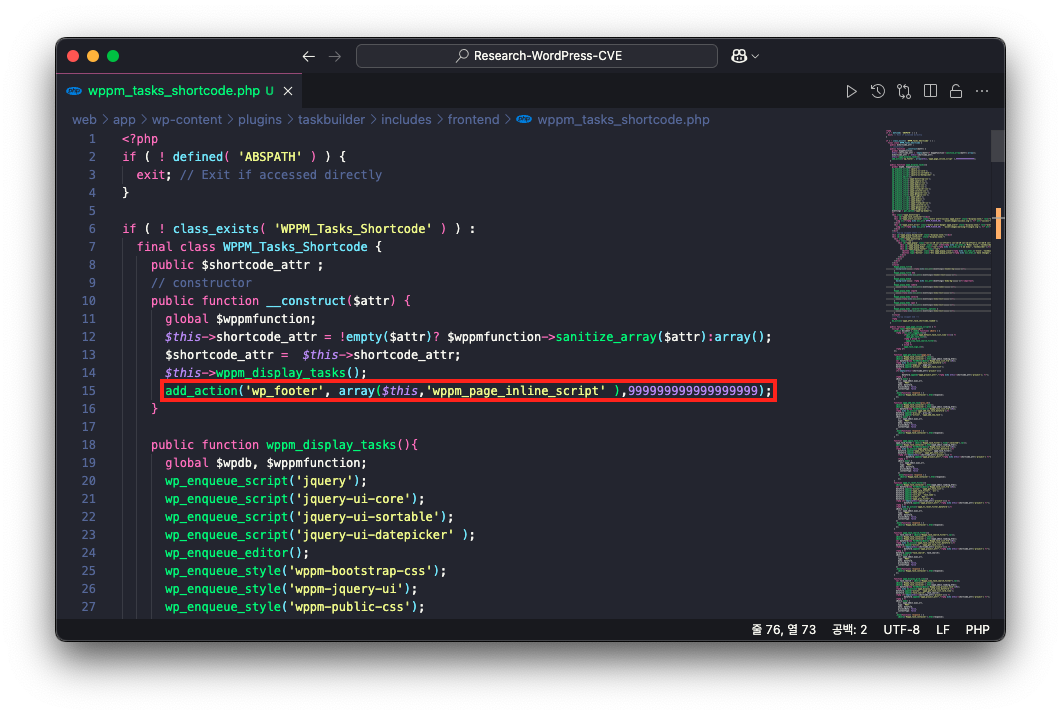 Research-WordPress-CVE
php wppm_tasks_shortcode.php U
web > app > wp-content > plugins > taskbuilder > includes > frontend > php wppm_tasks_shortcode.php
1 <?php
2 if ( ! defined( 'ABSPATH' ) ) {
3 exit; // Exit if accessed directly
4 }
5
6 if ( ! class_exists( 'WPPM_Tasks_Shortcode' ) ) :
7 final class WPPM_Tasks_Shortcode {
8 public $shortcode_attr ;
9 // constructor
10 public function __construct($attr) {
11 global $wppmfunction;
12 $this->shortcode_attr = !empty($attr)? $wppmfunction->sanitize_array($attr):array();
13 $shortcode_attr =  $this->shortcode_attr;
14 $this->wppm_display_tasks();
15 add_action('wp_footer', array($this,'wppm_page_inline_script' ),999999999999999999);
16 }
17
18 public function wppm_display_tasks(){
19 global $wpdb, $wppmfunction;
20 wp_enqueue_script('jquery');
21 wp_enqueue_script('jquery-ui-core');
22 wp_enqueue_script('jquery-ui-sortable');
23 wp_enqueue_script('jquery-ui-datepicker' );
24 wp_enqueue_editor();
25 wp_enqueue_style('wppm-bootstrap-css');
26 wp_enqueue_style('wppm-jquery-ui');
27 wp_enqueue_style('wppm-public-css');
줄 76, 열 73 공백: 2 UTF-8 LF PHP